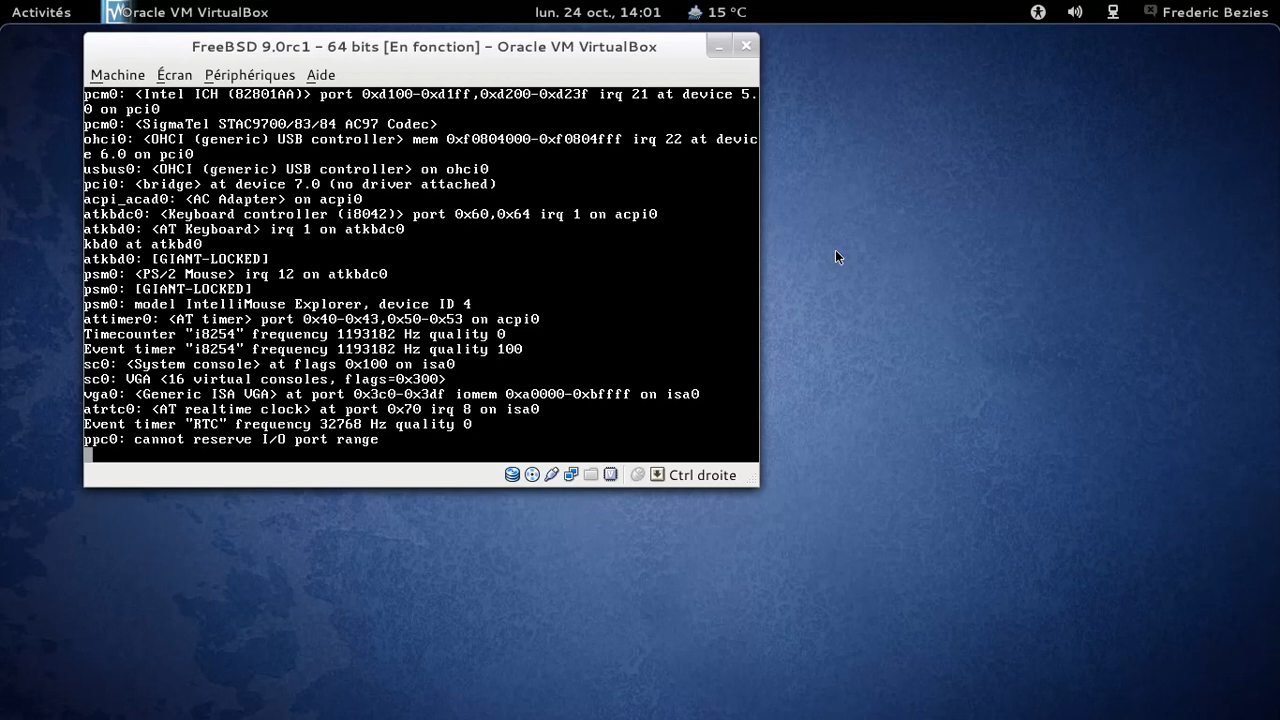 Activités
Oracle VM VirtualBox
lun. 24 oct., 14:01
15 °C
Frederic Bezies
FreeBSD 9.0rc1 - 64 bits [En fonction] - Oracle VM VirtualBox
Machine Écran Périphériques Aide
pcm0: <Intel ICH (82801AA)> port 0xd100-0xd1ff,0xd200-0xd23f irq 21 at device 5.
0 on pci0
pcm0: <SigmaTel STAC9700/83/84 AC97 Codec>
ohci0: <OHCI (generic) USB controller> mem 0xf0804000-0xf0804fff irq 22 at devic
e 6.0 on pci0
usbus0: <OHCI (generic) USB controller> on ohci0
pci0: <bridge> at device 7.0 (no driver attached)
acpi_acad0: <AC Adapter> on acpi0
atkbdc0: <Keyboard controller (i8042)> port 0x60,0x64 irq 1 on acpi0
atkbd0: <AT Keyboard> irq 1 on atkbdc0
kbd0 at atkbd0
atkbd0: [GIANT-LOCKED]
psm0: <PS/2 Mouse> irq 12 on atkbdc0
psm0: [GIANT-LOCKED]
psm0: model IntelliMouse Explorer, device ID 4
attimer0: <AT timer> port 0x40-0x43,0x50-0x53 on acpi0
Timecounter "i8254" frequency 1193182 Hz quality 0
Event timer "i8254" frequency 1193182 Hz quality 100
sc0: <System console> at flags 0x100 on isa0
sc0: VGA <16 virtual consoles, flags=0x300>
vga0: <Generic ISA VGA> at port 0x3c0-0x3df iomem 0xa0000-0xbffff on isa0
atrtc0: <AT realtime clock> at port 0x70 irq 8 on isa0
Event timer "RTC" frequency 32768 Hz quality 0
ppc0: cannot reserve I/O port range
Ctrl droite